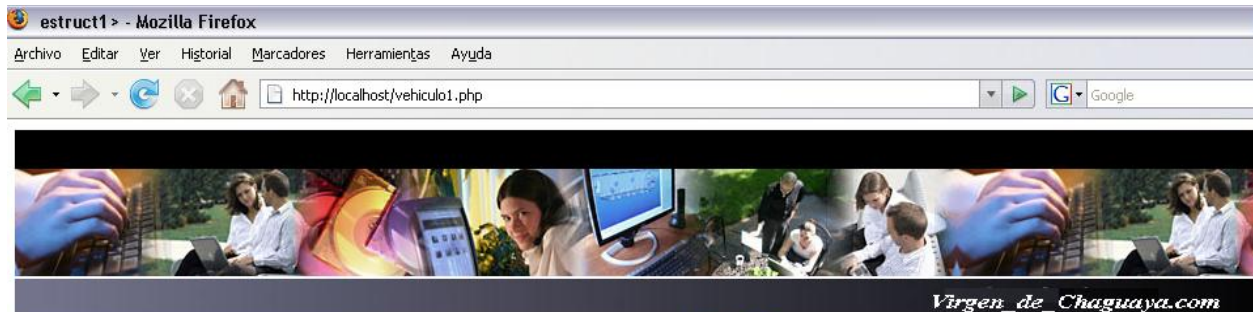 estruct1> - Mozilla Firefox
Archivo Editar Ver Historial Marcadores Herramientas Ayuda
http://localhost/vehiculo1.php G Google
Virgen_de_Chaguaya.com